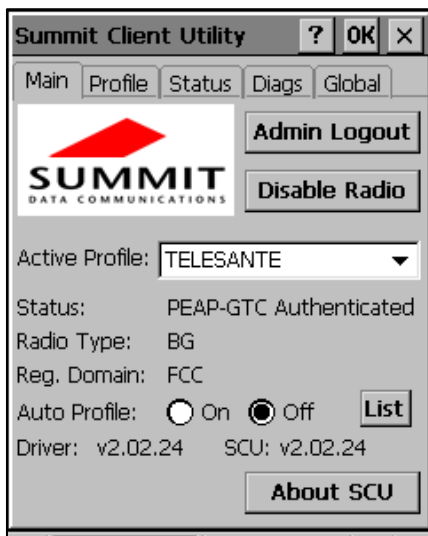 Summit Client Utility ? OK ×
Main Profile Status Diags Global
SUMMIT
DATA COMMUNICATIONS
Admin Logout
Disable Radio
Active Profile: TELESANTE
Status: PEAP-GTC Authenticated
Radio Type: BG
Reg. Domain: FCC
Auto Profile: On Off List
Driver: v2.02.24 SCU: v2.02.24
About SCU